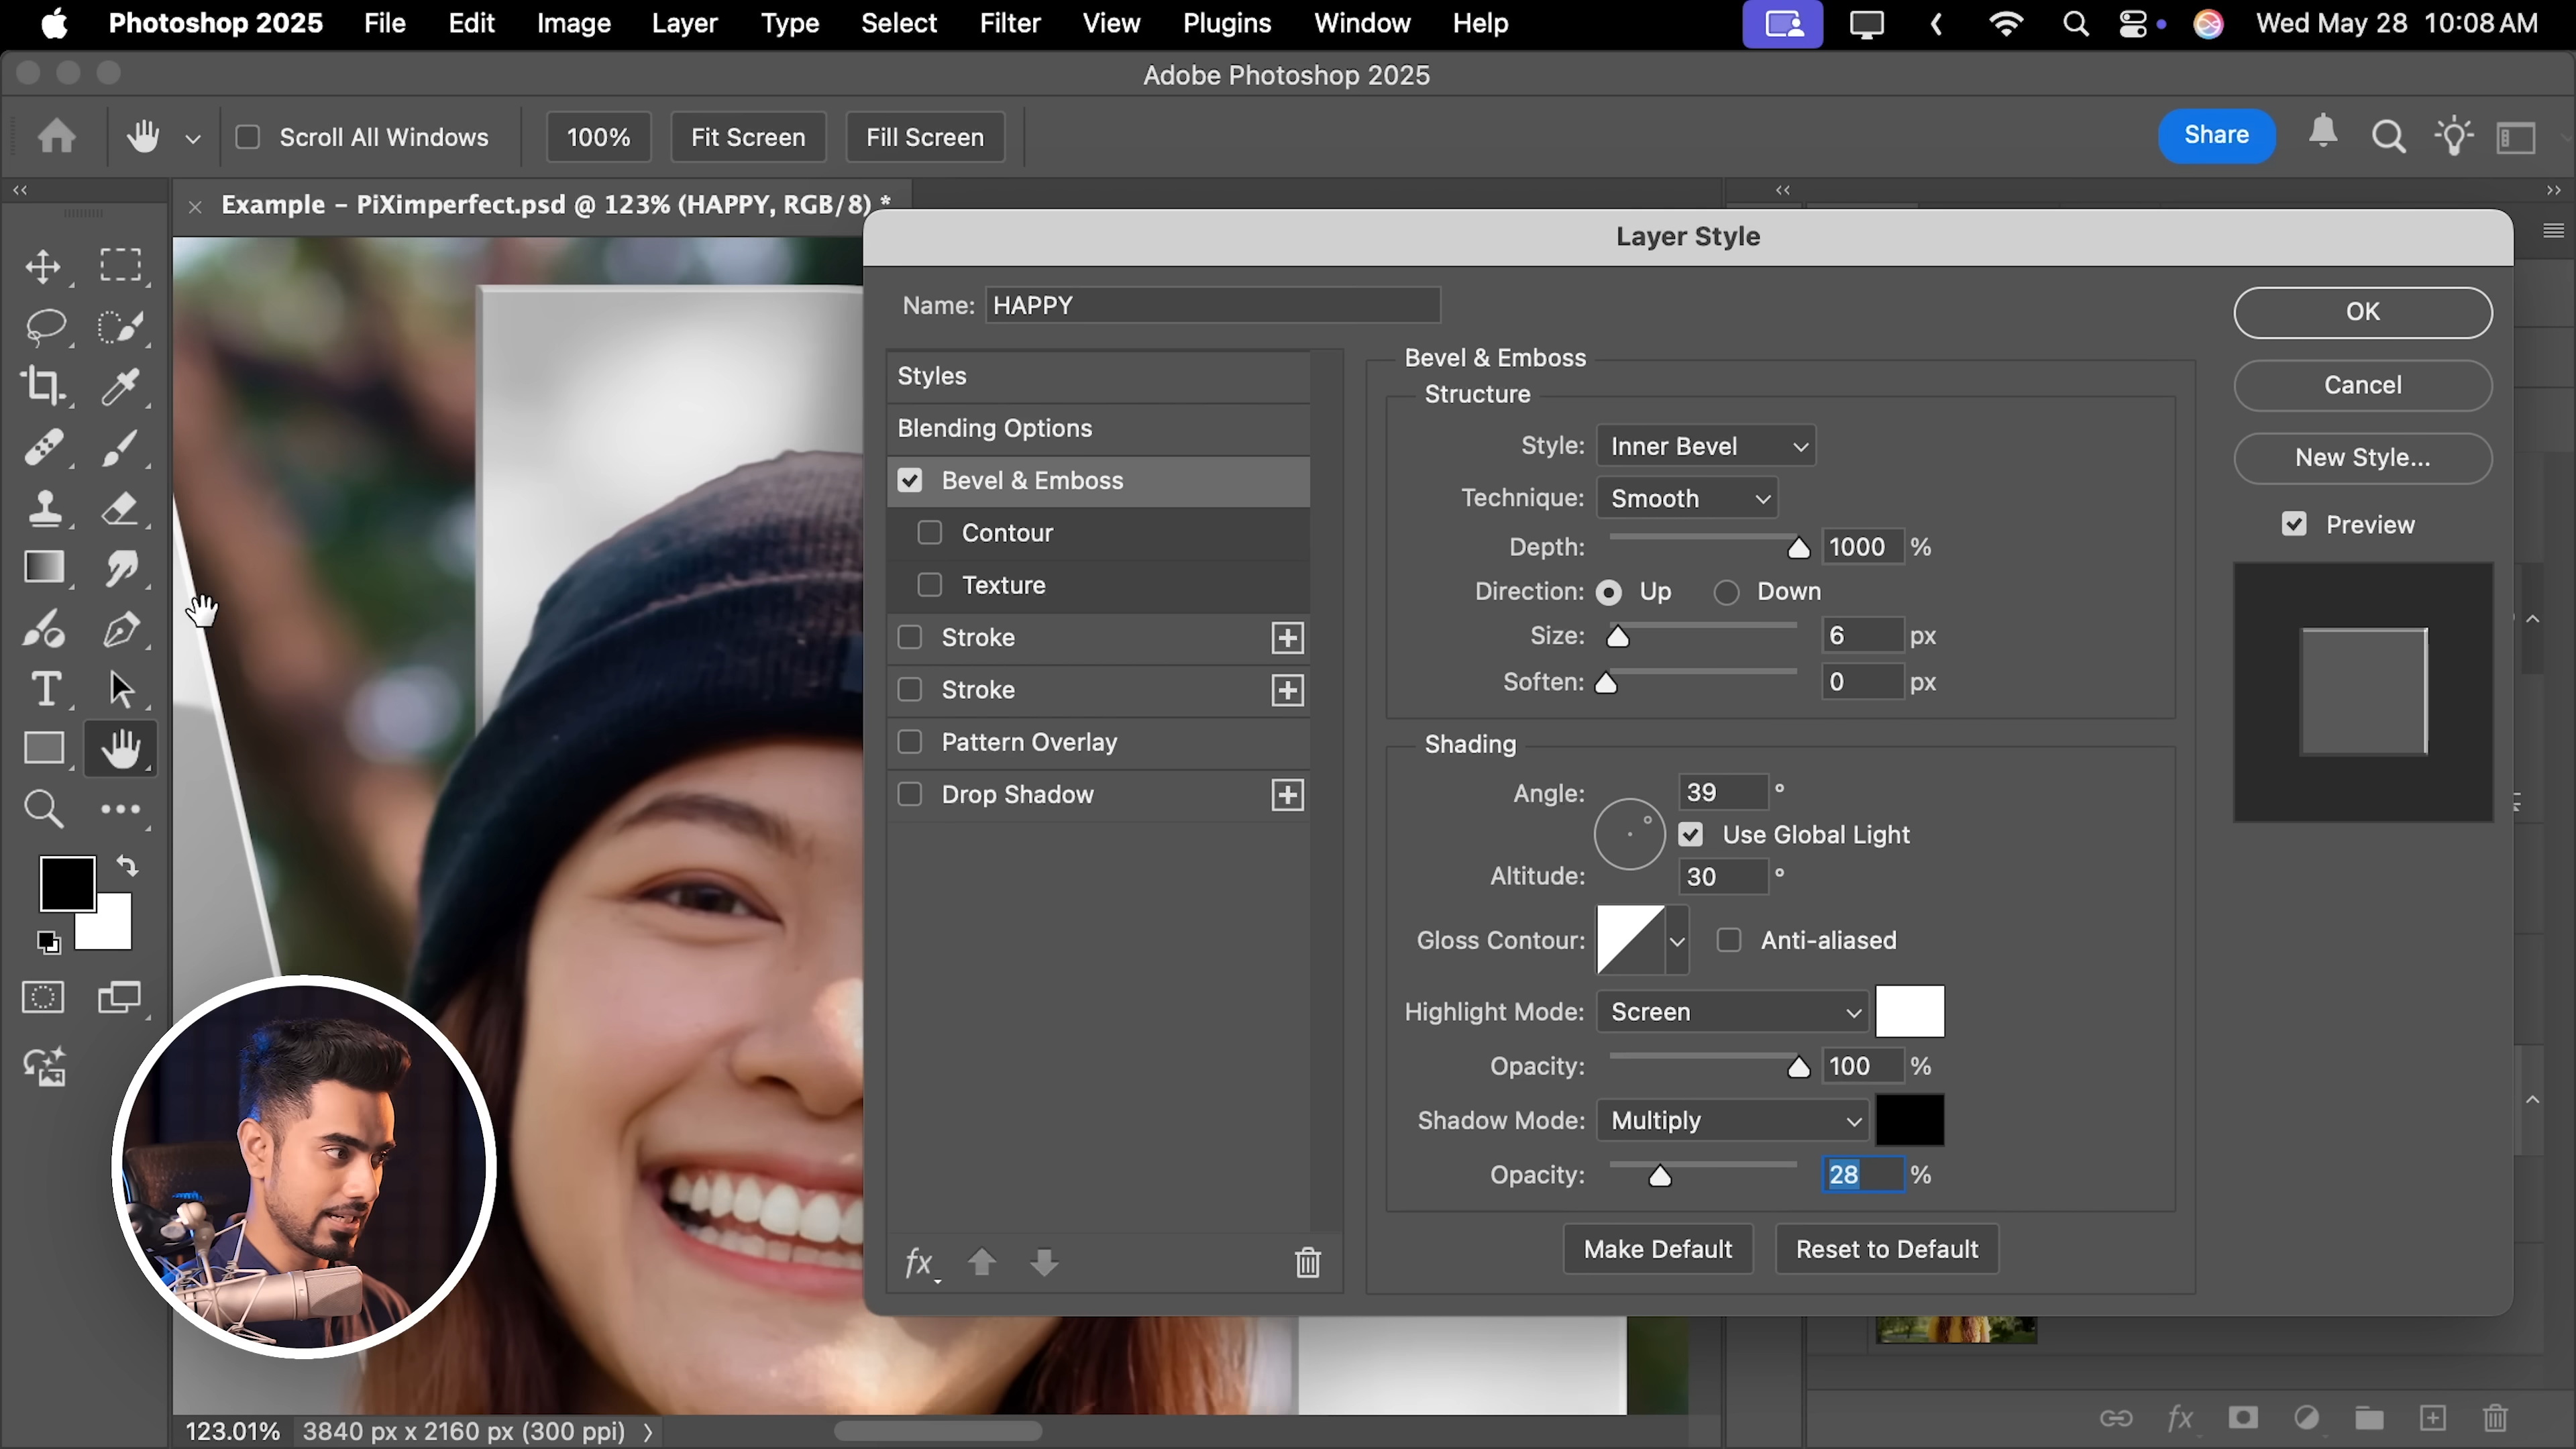 Photoshop 2025 File Edit Image Layer Type Select Filter View Plugins Window Help Wed May 28 10:08 AM
Adobe Photoshop 2025
Scroll All Windows 100% Fit Screen Fill Screen Share
Example – PiXimperfect.psd @ 123% (HAPPY, RGB/8) *
Layer Style
Name: HAPPY
Styles
Blending Options
Bevel & Emboss
Contour
Texture
Stroke
Stroke
Pattern Overlay
Drop Shadow
fx
Bevel & Emboss
Structure
Style: Inner Bevel
Technique: Smooth
Depth: 1000 %
Direction: Up Down
Size: 6 px
Soften: 0 px
Shading
Angle: 39 °
Use Global Light
Altitude: 30 °
Gloss Contour: Anti-aliased
Highlight Mode: Screen
Opacity: 100 %
Shadow Mode: Multiply
Opacity: 28 %
Make Default Reset to Default
OK
Cancel
New Style...
Preview
123.01% 3840 px x 2160 px (300 ppi)
fx